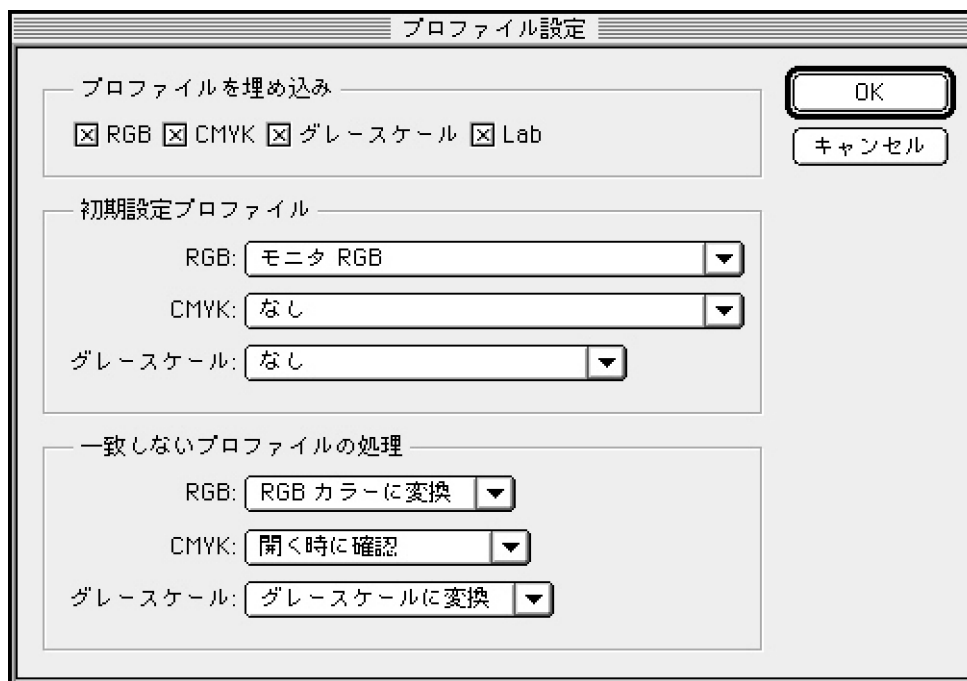 プロファイル設定
プロファイルを埋め込み
RGB CMYK グレースケール Lab
OK
キャンセル
初期設定プロファイル
RGB: モニタ RGB
CMYK: なし
グレースケール: なし
一致しないプロファイルの処理
RGB: RGB カラーに変換
CMYK: 開く時に確認
グレースケール: グレースケールに変換